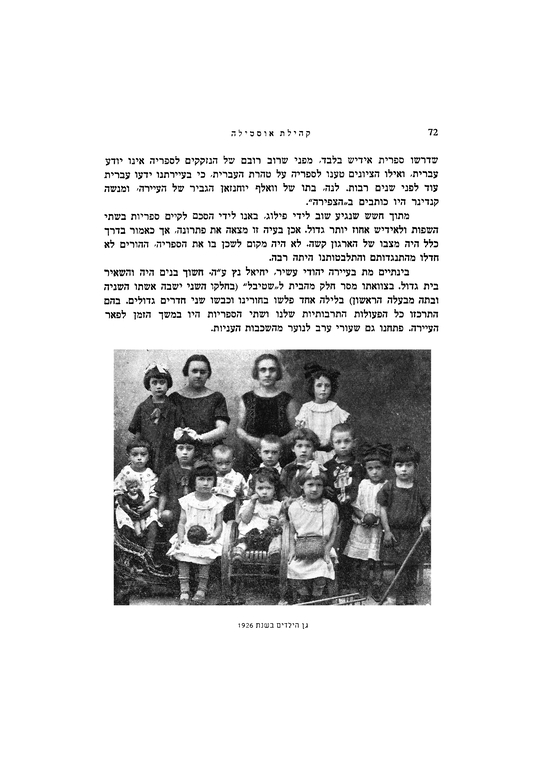 72
קהילת אוסטילה
שדרשו ספרית אידיש בלבד, מפני שרוב רובם של הנזקקים לספריה אינו יודע
עברית, ואילו הציונים טענו לספריה על טהרת העברית, כי בעיירתנו ידעו עברית
עוד לפני שנים רבות. לנה, בתו של וואלף יוחנזאן הגביר של העיירה, ומנשה
קנדינר היו כותבים ב„הצפירה״.
מתוך חשש שנגיע שוב לידי פילוג, באנו לידי הסכם לקיים ספריות בשתי
השפות ולאידיש אחוז יותר גדול. אכן בעיה זו מצאה את פתרונה, אך כאמור בדרך
כלל היה מצבו של הארגון קשה, לא היה מקום לשכן בו את הספריה, ההורים לא
חדלו מהתנגדותם והתלבטותנו היתה רבה.
בינתיים מת בעיירה יהודי עשיר, יחיאל נץ ע״ה, חשוך בנים היה והשאיר
בית גדול. בצוואתו מסר חלק מהבית ל„שטיבל״ (בחלקו השני ישבה אשתו השניה
ובתה מבעלה הראשון) בלילה אחד פלשו בחורינו וכבשו שני חדרים גדולים. בהם
התרכזו כל הפעולות התרבותיות שלנו ושתי הספריות היו במשך הזמן לפאר
העיירה. פתחנו גם שעורי ערב לנוער מהשכבות העניות.
גן הילדים בשנת 1926